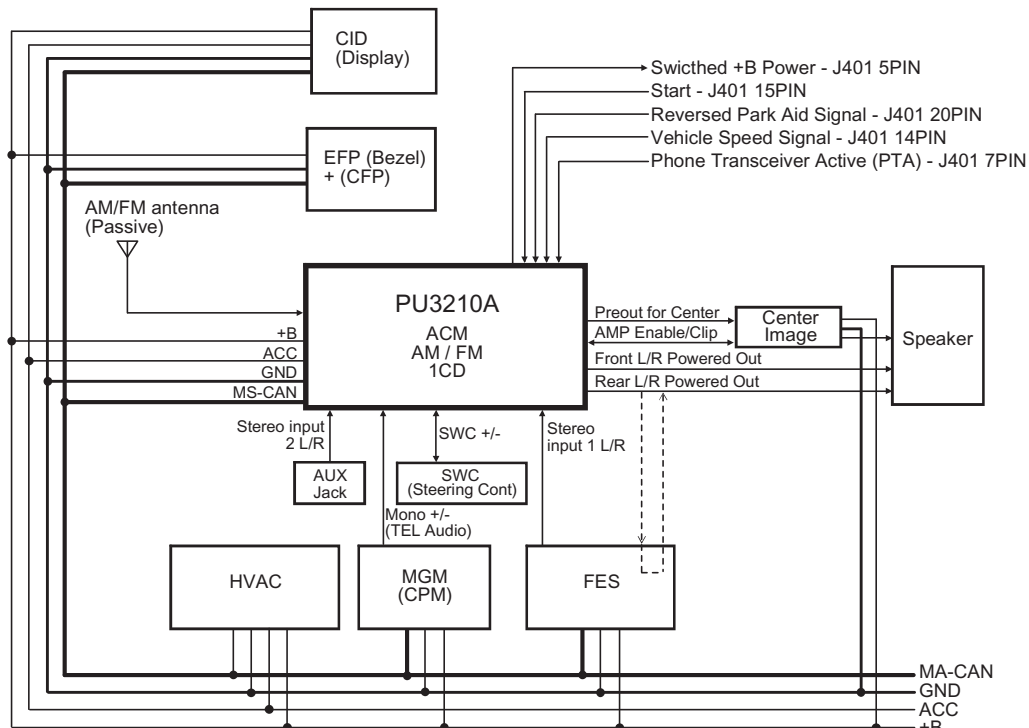 CID
(Display)
Swicthed +B Power - J401 5PIN
Start - J401 15PIN
Reversed Park Aid Signal - J401 20PIN
Vehicle Speed Signal - J401 14PIN
Phone Transceiver Active (PTA) - J401 7PIN
EFP (Bezel)
+ (CFP)
AM/FM antenna
(Passive)
PU3210A
ACM
AM / FM
1CD
+B
ACC
GND
MS-CAN
Preout for Center
AMP Enable/Clip
Front L/R Powered Out
Rear L/R Powered Out
Center
Image
Speaker
Stereo input
2 L/R
SWC +/-
Stereo
input 1 L/R
AUX
Jack
SWC
(Steering Cont)
Mono +/-
(TEL Audio)
HVAC
MGM
(CPM)
FES
MA-CAN
GND
ACC
+B